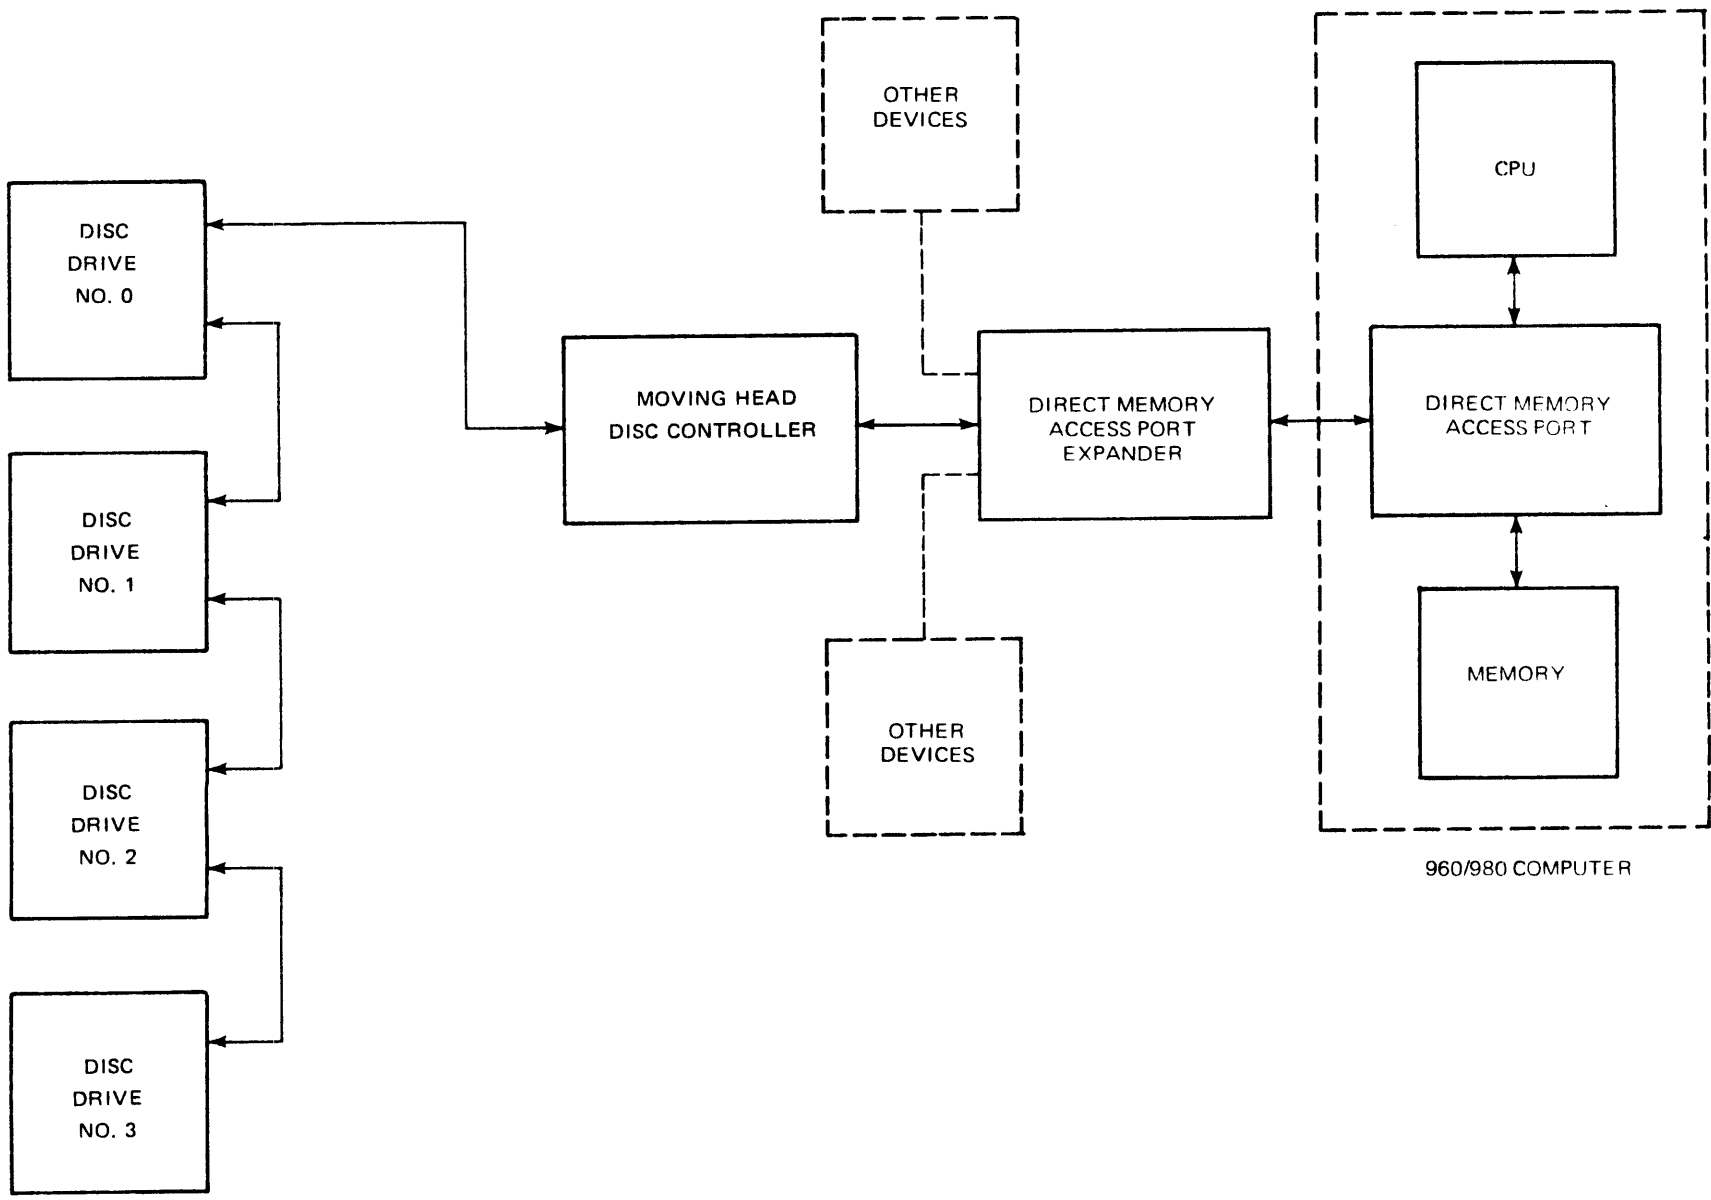 OTHER
DEVICES
CPU
DISC
DRIVE
NO. 0
MOVING HEAD
DISC CONTROLLER
DIRECT MEMORY
ACCESS PORT
EXPANDER
DIRECT MEMORY
ACCESS PORT
DISC
DRIVE
NO. 1
OTHER
DEVICES
MEMORY
DISC
DRIVE
NO. 2
960/980 COMPUTER
DISC
DRIVE
NO. 3